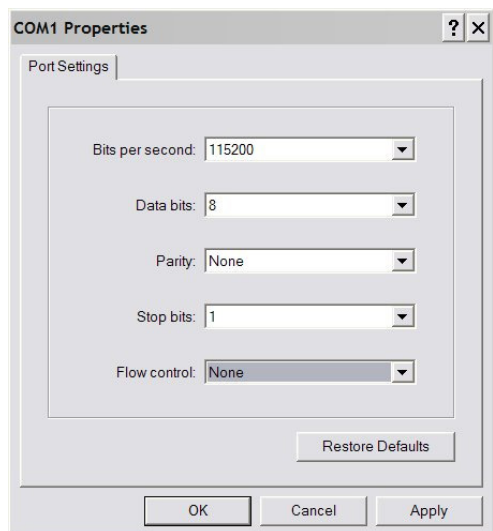 COM1 Properties
Port Settings
Bits per second: 115200
Data bits: 8
Parity: None
Stop bits: 1
Flow control: None
Restore Defaults
OK Cancel Apply